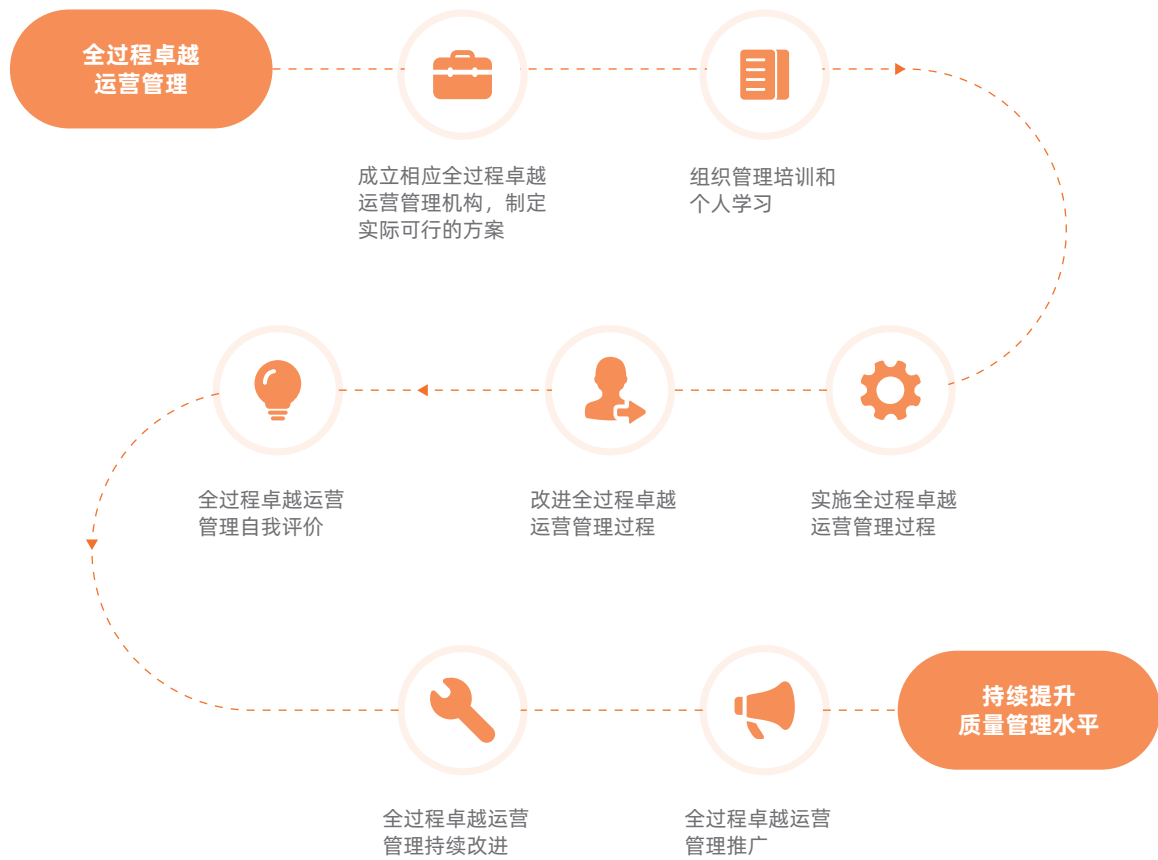 全过程卓越
运营管理
成立相应全过程卓越
运营管理机构，制定
实际可行的方案
组织管理培训和
个人学习
实施全过程卓越
运营管理过程
改进全过程卓越
运营管理过程
全过程卓越运营
管理自我评价
全过程卓越运营
管理持续改进
全过程卓越运营
管理推广
持续提升
质量管理水平